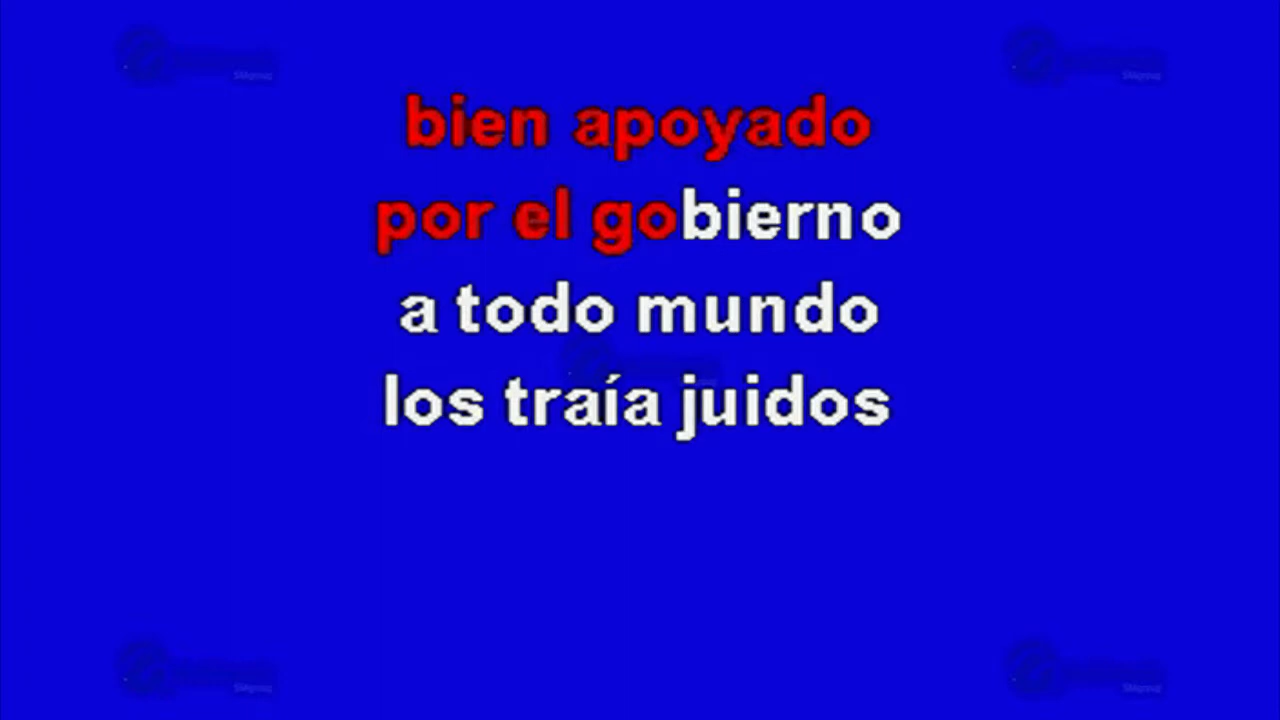 bien apoyado
por el gobierno
a todo mundo
los traía juidos